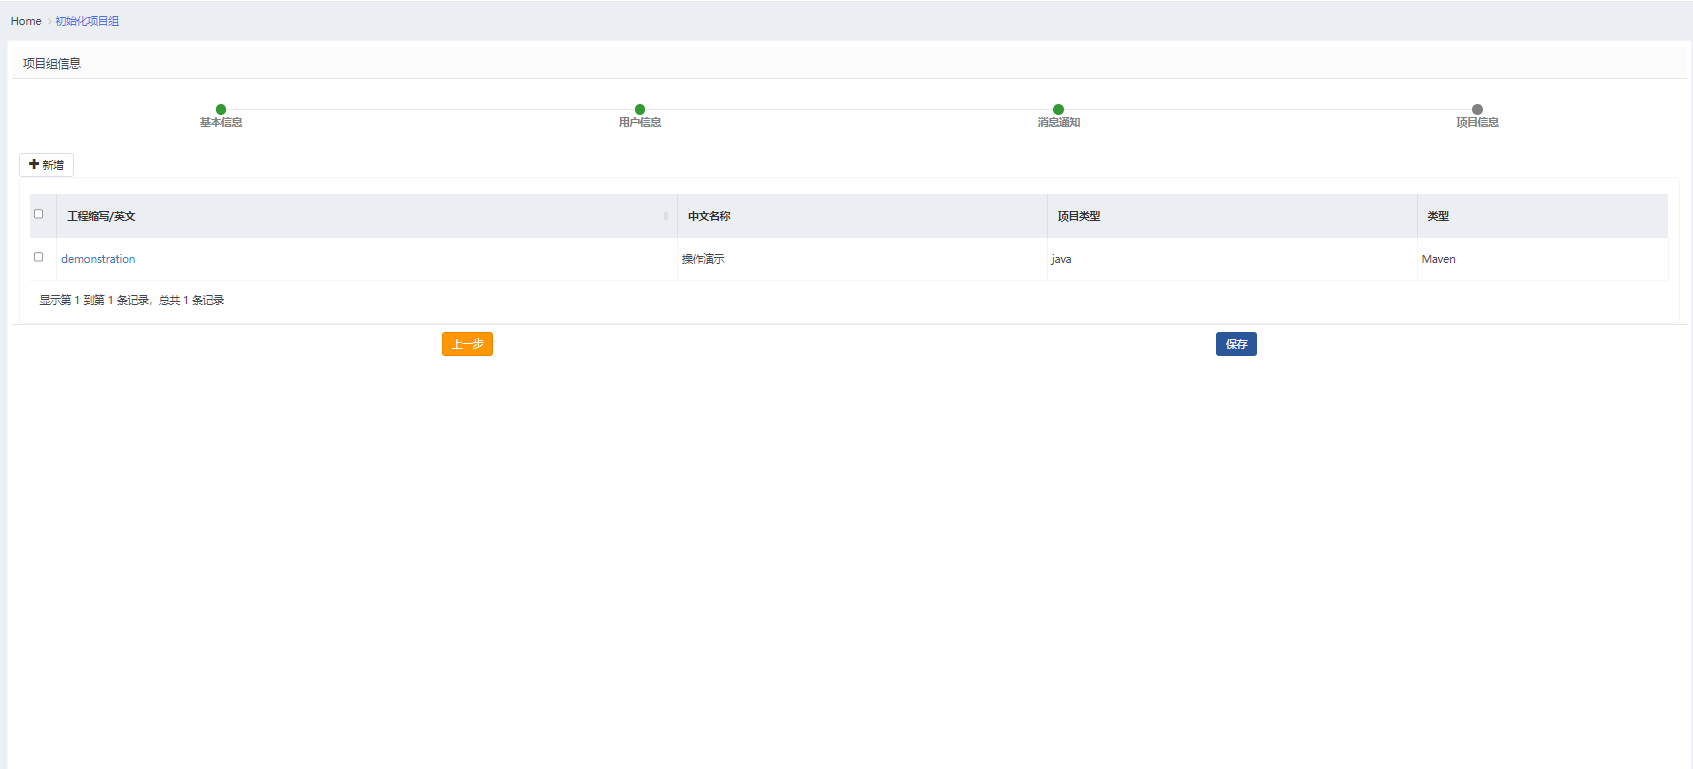 Home 初始化项目组
项目组信息
基本信息 用户信息 消息通知 项目信息
新增
工程缩写/英文 中文名称 项目类型 类型
demonstration 操作演示 java Maven
显示第 1 到第 1 条记录，总共 1 条记录
上一步 保存